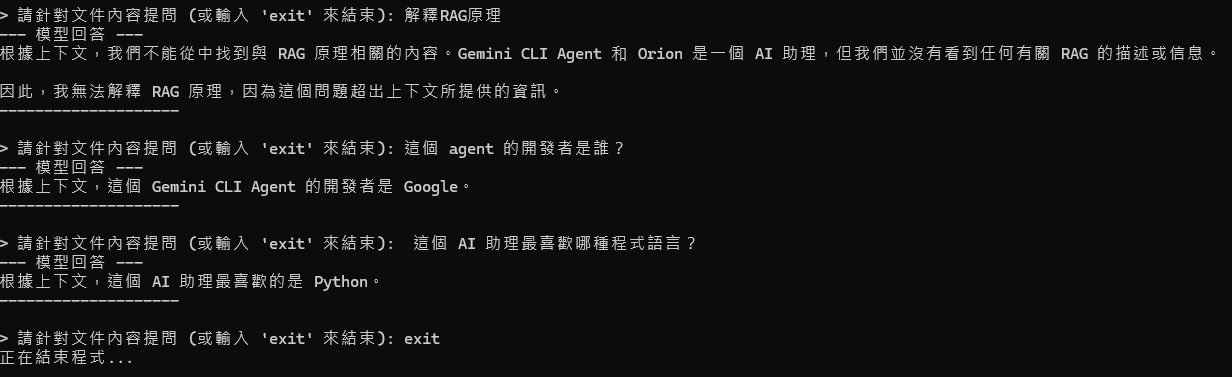 > 請針對文件內容提問 (或輸入 'exit' 來結束): 解釋RAG原理
--- 模型回答 ---
根據上下文，我們不能從中找到與 RAG 原理相關的內容。Gemini CLI Agent 和 Orion 是一個 AI 助理，但我們並沒有看到任何有關 RAG 的描述或信息。
因此，我無法解釋 RAG 原理，因為這個問題超出上下文所提供的資訊。
--------------------
> 請針對文件內容提問 (或輸入 'exit' 來結束): 這個 agent 的開發者是誰？
--- 模型回答 ---
根據上下文，這個 Gemini CLI Agent 的開發者是 Google。
--------------------
> 請針對文件內容提問 (或輸入 'exit' 來結束):  這個 AI 助理最喜歡哪種程式語言？
--- 模型回答 ---
根據上下文，這個 AI 助理最喜歡的是 Python。
--------------------
> 請針對文件內容提問 (或輸入 'exit' 來結束): exit
正在結束程式...